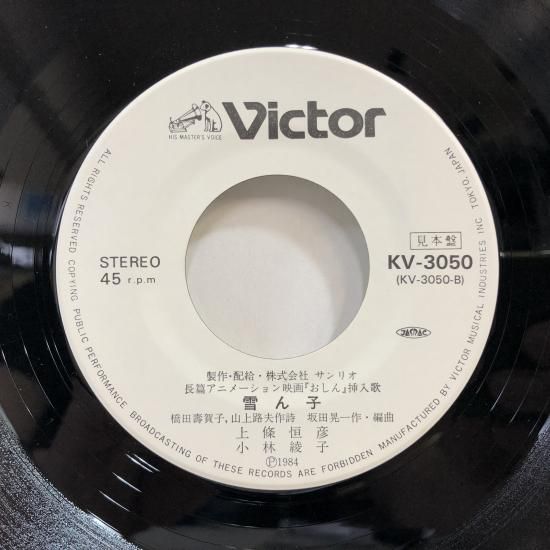 Victor
HIS MASTER'S VOICE
ALL RIGHTS RESERVED COPYING PUBLIC PERFORMANCE BROADCASTING OF THESE RECORDS ARE FORBIDDEN MANUFACTURED BY VICTOR MUSICAL INDUSTRIES INC TOKYO, JAPAN
STEREO
45 r.p.m
見本盤
KV-3050
(KV-3050-B)
JASRAC
製作・配給・株式会社 サンリオ
長篇アニメーション映画『おしん』挿入歌
雪ん子
橋田壽賀子,山上路夫作詩 坂田晃一作・編曲
上條恒彦
小林綾子
Ⓟ1984